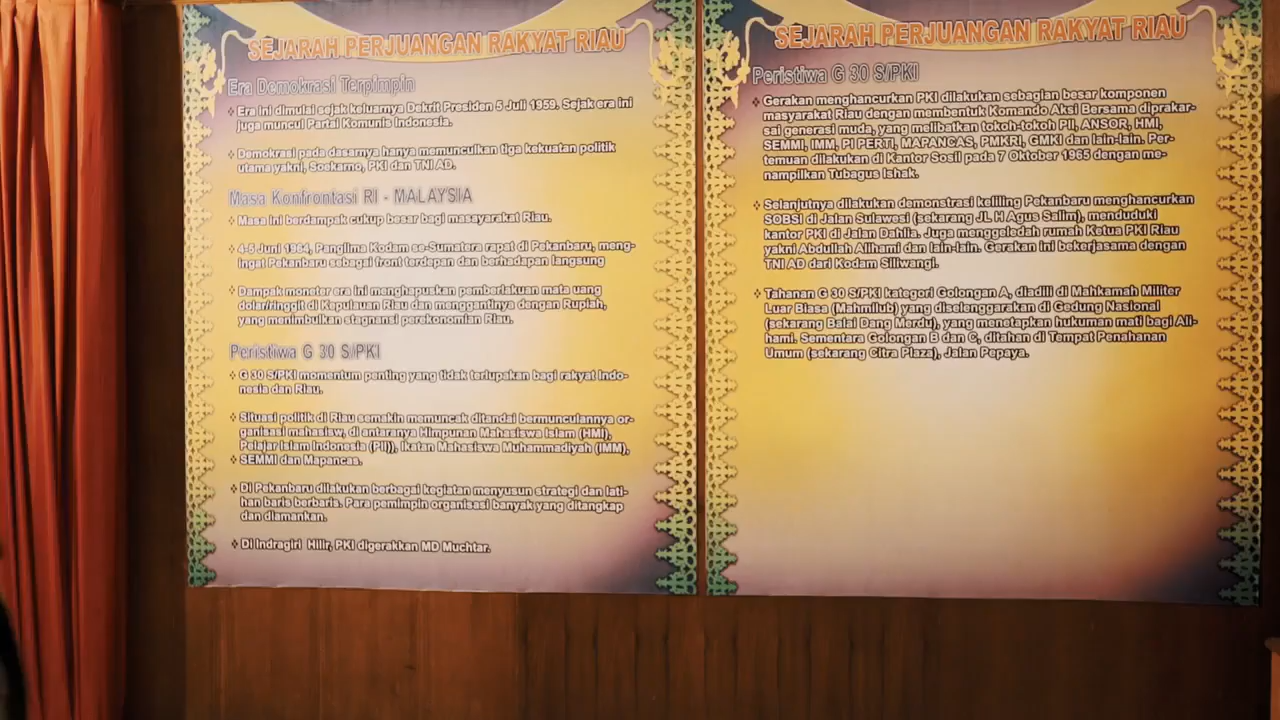 SEJARAH PERJUANGAN RAKYAT RIAU
Era Demokrasi Terpimpin
Era ini dimulai sejak keluarnya Dekrit Presiden 5 Juli 1959. Sejak era ini
juga muncul Partai Komunis Indonesia.
Demokrasi pada dasarnya hanya memunculkan tiga kekuatan politik
utamayakni, Soekarno, PKI dan TNI AD.
Masa Konfrontasi RI - MALAYSIA
Masa ini berdampak cukup besar bagi masayarakat Riau.
4-5 Juni 1964, Panglima Kodam se-Sumatera rapat di Pekanbaru, meng-
ingat Pekanbaru sebagai front terdepan dan berhadapan langsung
Dampak moneter era ini menghapuskan pemberlakuan mata uang
dolar/ringgit di Kepulauan Riau dan menggantinya dengan Rupiah,
yang menimbulkan stagnansi perekonomian Riau.
Peristiwa G 30 S/PKI
G 30 S/PKI momentum penting yang tidak terlupakan bagi rakyat Indo-
nesia dan Riau.
Situasi politik di Riau semakin memuncak ditandai bermunculannya or-
ganisasi mahasisw, di antaranya Himpunan Mahasiswa Islam (HMI),
Pelajar Islam Indonesia (PII)), Ikatan Mahasiswa Muhammadiyah (IMM),
SEMMI dan Mapancas.
Di Pekanbaru dilakukan berbagai kegiatan menyusun strategi dan lati-
han baris berbaris. Para pemimpin organisasi banyak yang ditangkap
dan diamankan.
Di Indragiri Hilir, PKI digerakkan MD Muchtar.
SEJARAH PERJUANGAN RAKYAT RIAU
Peristiwa G 30 S/PKI
Gerakan menghancurkan PKI dilakukan sebagian besar komponen
masyarakat Riau dengan membentuk Komando Aksi Bersama diprakar-
sai generasi muda, yang melibatkan tokoh-tokoh PII, ANSOR, HMI,
SEMMI, IMM, PI PERTI, MAPANCAS, PMKRI, GMKI dan lain-lain. Per-
temuan dilakukan di Kantor Sosil pada 7 Oktober 1965 dengan me-
nampilkan Tubagus Ishak.
Selanjutnya dilakukan demonstrasi keliling Pekanbaru menghancurkan
SOBSI di Jalan Sulawesi (sekarang JL H Agus Salim), menduduki
kantor PKI di Jalan Dahlia. Juga menggeledah rumah Ketua PKI Riau
yakni Abdullah Alihami dan lain-lain. Gerakan ini bekerjasama dengan
TNI AD dari Kodam Siliwangi.
Tahanan G 30 S/PKI kategori Golongan A, diadili di Mahkamah Militer
Luar Biasa (Mahmilub) yang diselenggarakan di Gedung Nasional
(sekarang Balai Dang Merdu), yang menetapkan hukuman mati bagi Ali-
hami. Sementara Golongan B dan C, ditahan di Tempat Penahanan
Umum (sekarang Citra Plaza), Jalan Pepaya.